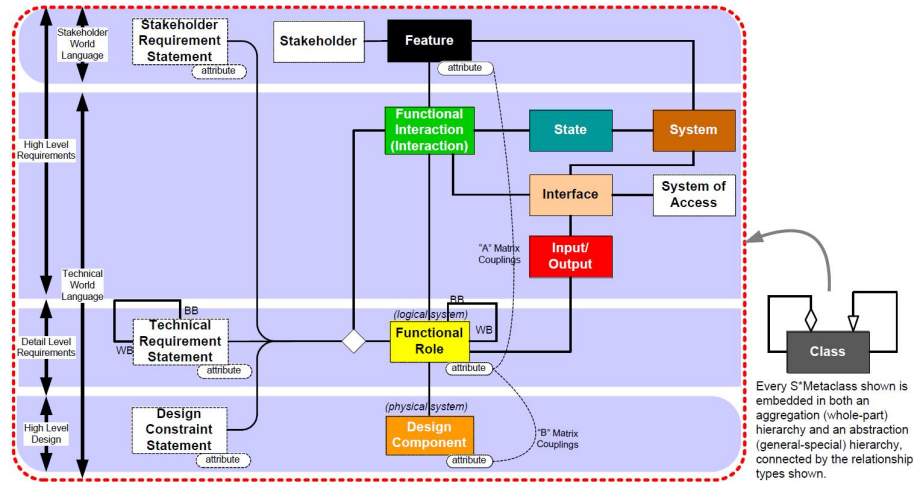 Stakeholder
World
Language
Stakeholder
Requirement
Statement
attribute
Stakeholder
Feature
attribute
High Level
Requirements
Functional
Interaction
(Interaction)
State
System
Interface
System of
Access
"A" Matrix
Couplings
Input/
Output
Technical
World
Language
Detail Level
Requirements
BB
WB
Technical
Requirement
Statement
attribute
(logical system)
BB
WB
Functional
Role
attribute
High Level
Design
Design
Constraint
Statement
attribute
(physical system)
Design
Component
attribute
"B" Matrix
Couplings
Class
Every S*Metaclass shown is
embedded in both an
aggregation (whole-part)
hierarchy and an abstraction
(general-special) hierarchy,
connected by the relationship
types shown.